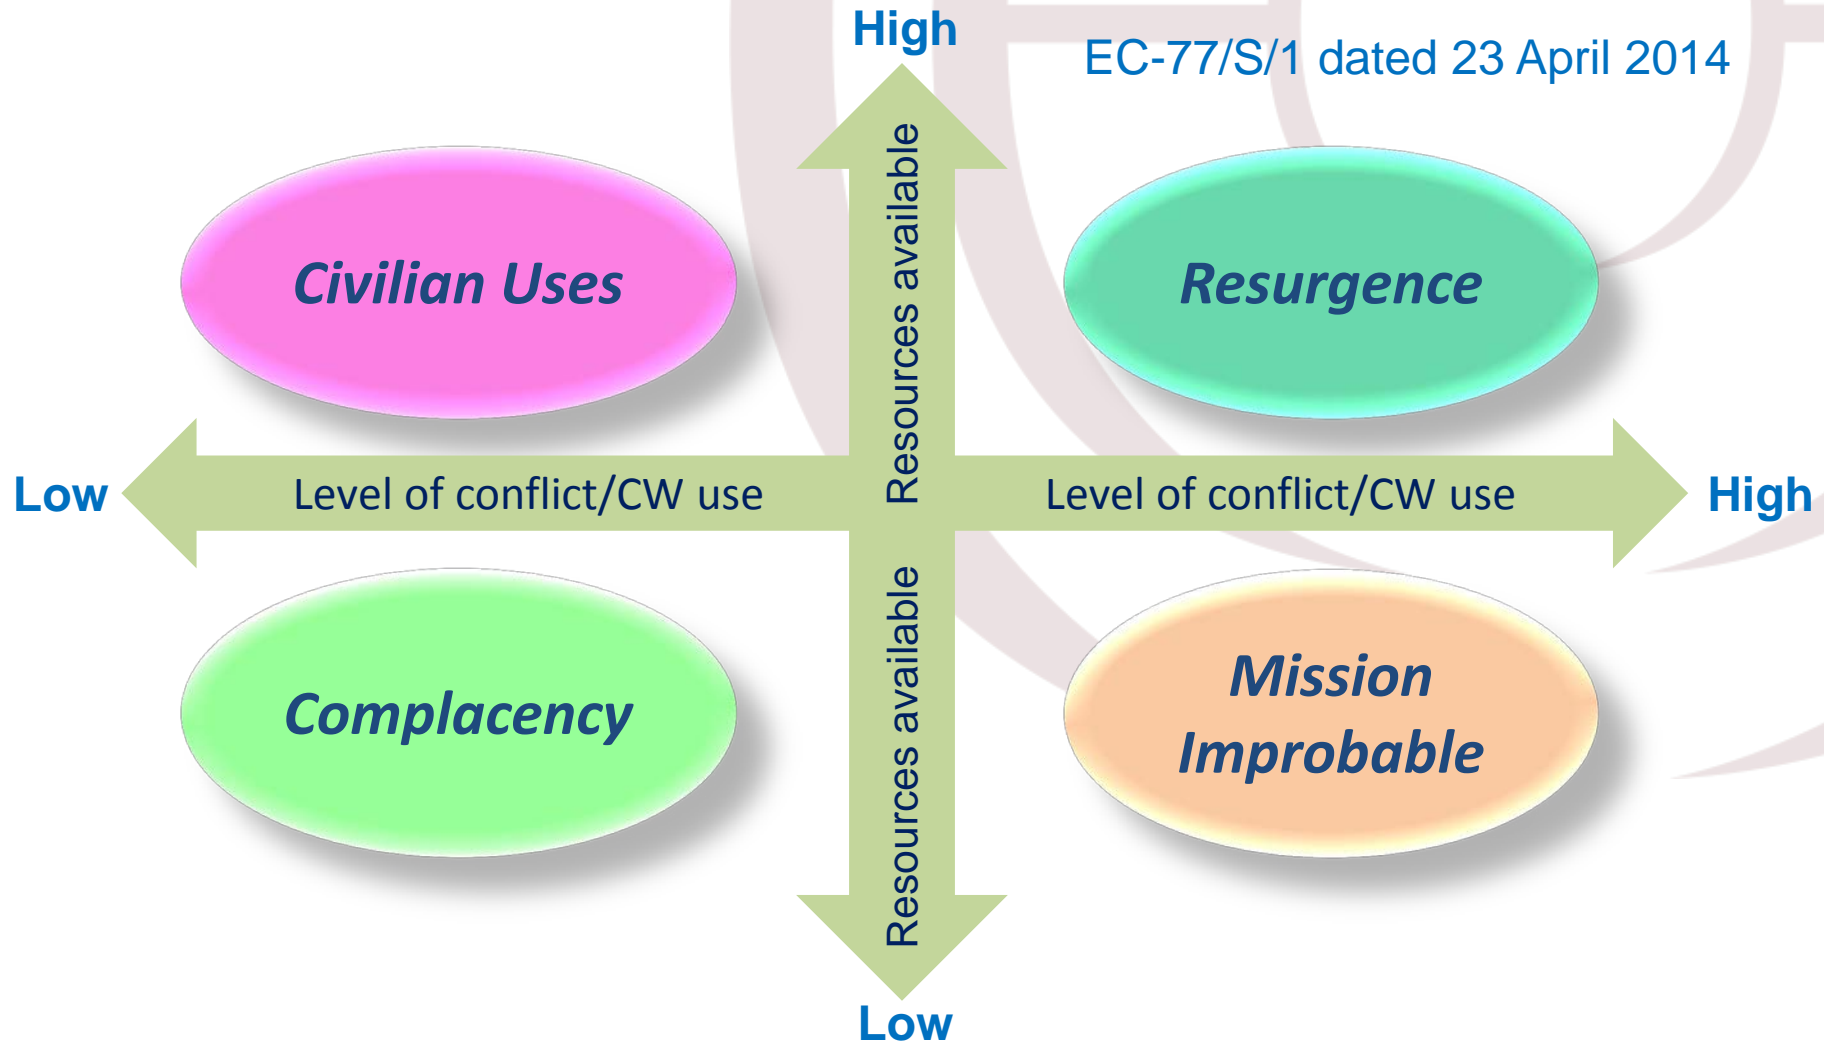 High
EC-77/S/1 dated 23 April 2014
Resources available
Civilian Uses
Resurgence
Low
Level of conflict/CW use
Level of conflict/CW use
High
Resources available
Complacency
Mission
Improbable
Low